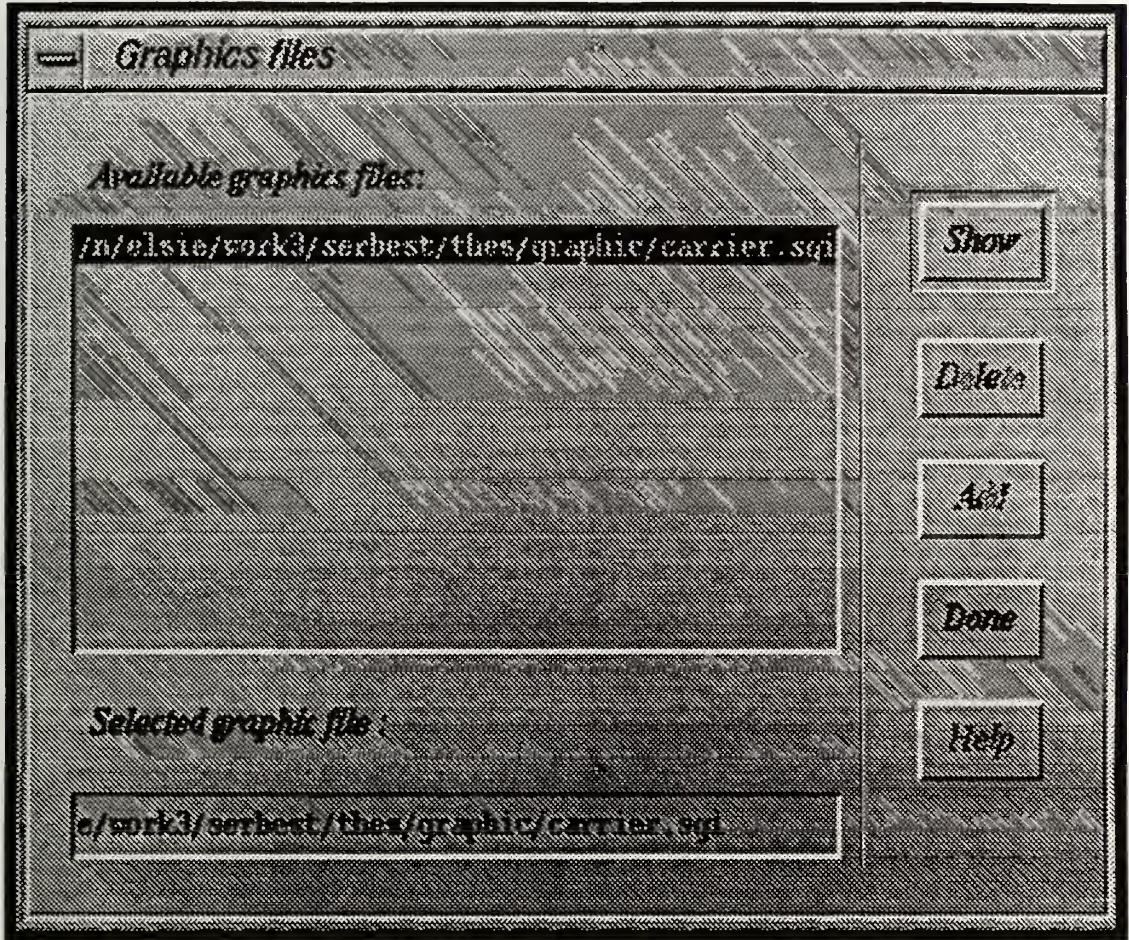 Graphics files
Available graphics files:
/n/elsie/work3/serbest/thes/graphic/carrier.sgi
Show
Delete
Add
Done
Selected graphic file :
Help
e/work3/serbest/thes/graphic/carrier.sgi